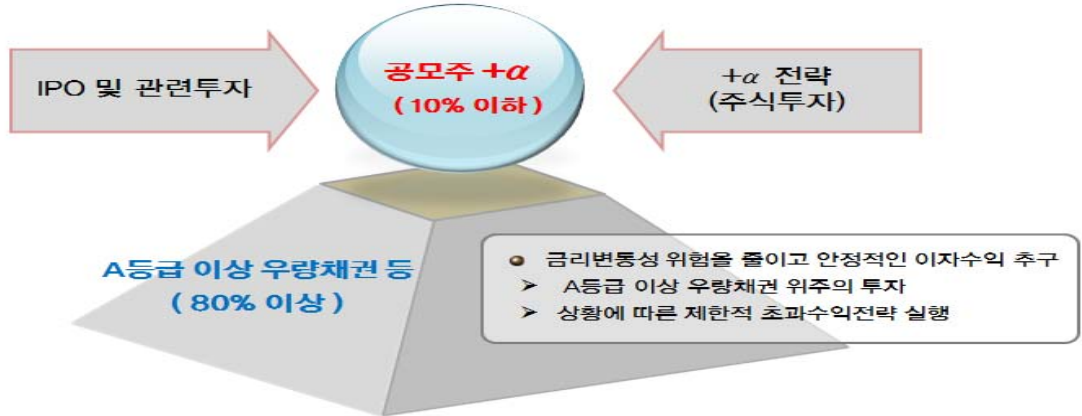 IPO 및 관련투자
공모주 +α
( 10% 이하 )
+α 전략
(주식투자)
A등급 이상 우량채권 등
( 80% 이상 )
● 금리변동성 위험을 줄이고 안정적인 이자수익 추구
➤ A등급 이상 우량채권 위주의 투자
➤ 상황에 따른 제한적 초과수익전략 실행